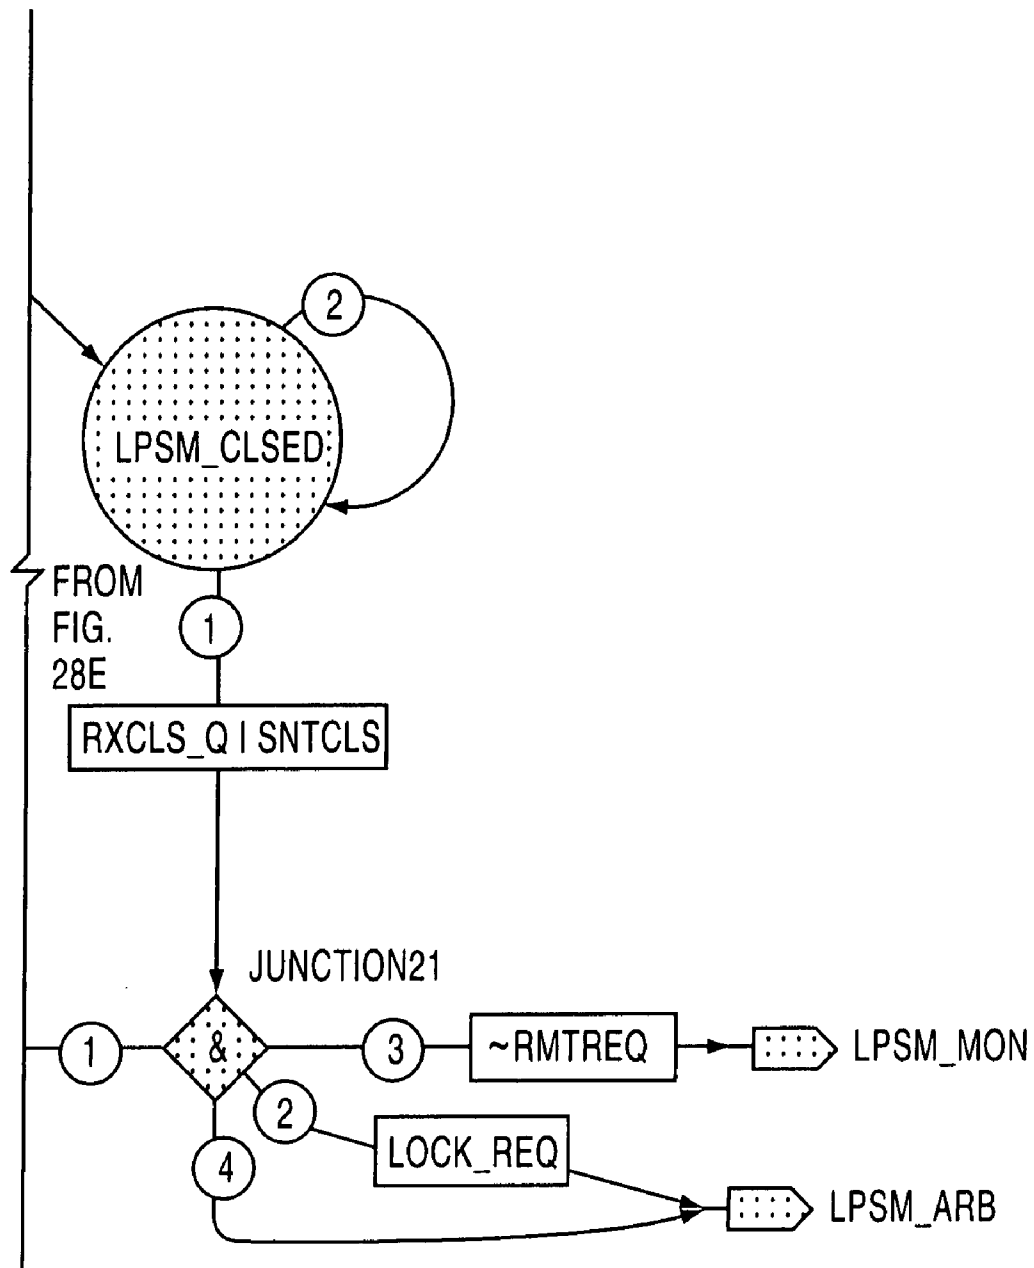 2
LPSM_CLSED
FROM
FIG.
28E
1
RXCLS_Q | SNTCLS
JUNCTION21
1
&
3
~RMTREQ
LPSM_MON
2
LOCK_REQ
4
LPSM_ARB